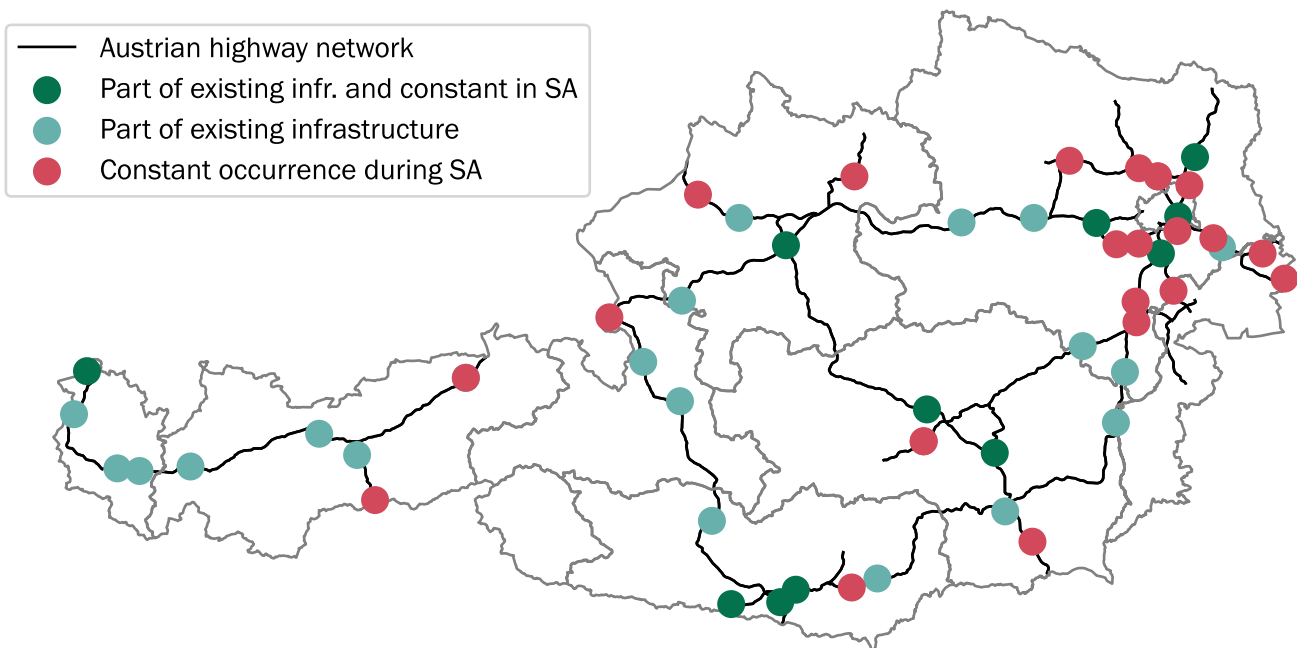 Austrian highway network
Part of existing infr. and constant in SA
Part of existing infrastructure
Constant occurrence during SA